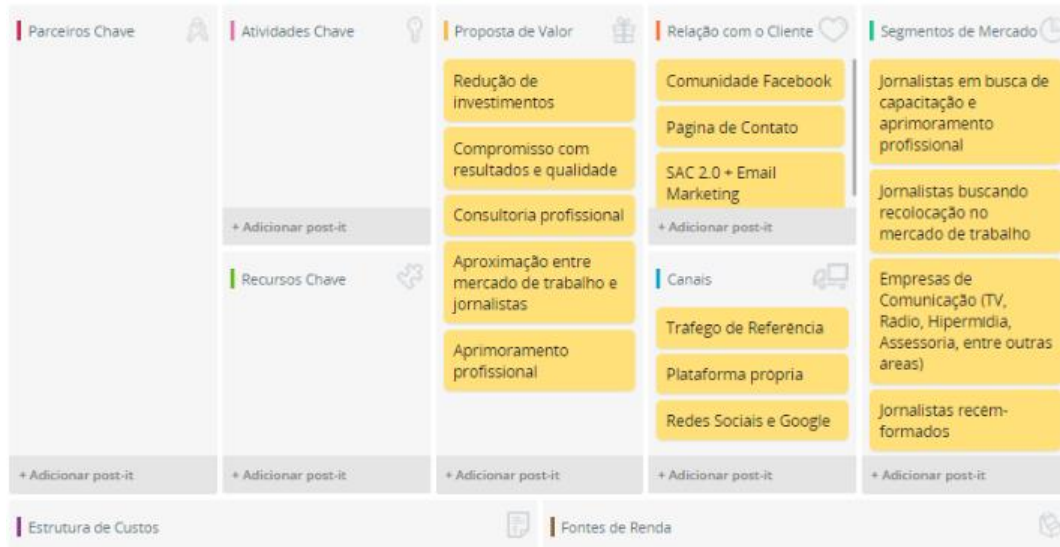 Parceiros Chave
Atividades Chave
+ Adicionar post-it
Recursos Chave
+ Adicionar post-it
+ Adicionar post-it
Proposta de Valor
Redução de
investimentos
Compromisso com
resultados e qualidade
Consultoria profissional
Aproximação entre
mercado de trabalho e
jornalistas
Aprimoramento
profissional
+ Adicionar post-it
Relação com o Cliente
Comunidade Facebook
Página de Contato
SAC 2.0 + Email
Marketing
+ Adicionar post-it
Canais
Tráfego de Referência
Plataforma própria
Redes Sociais e Google
+ Adicionar post-it
Segmentos de Mercado
Jornalistas em busca de
capacitação e
aprimoramento
profissional
Jornalistas buscando
recolocação no
mercado de trabalho
Empresas de
Comunicação (TV,
Rádio, Hipermídia,
Assessoria, entre outras
áreas)
Jornalistas recém-
formados
+ Adicionar post-it
Estrutura de Custos
Fontes de Renda